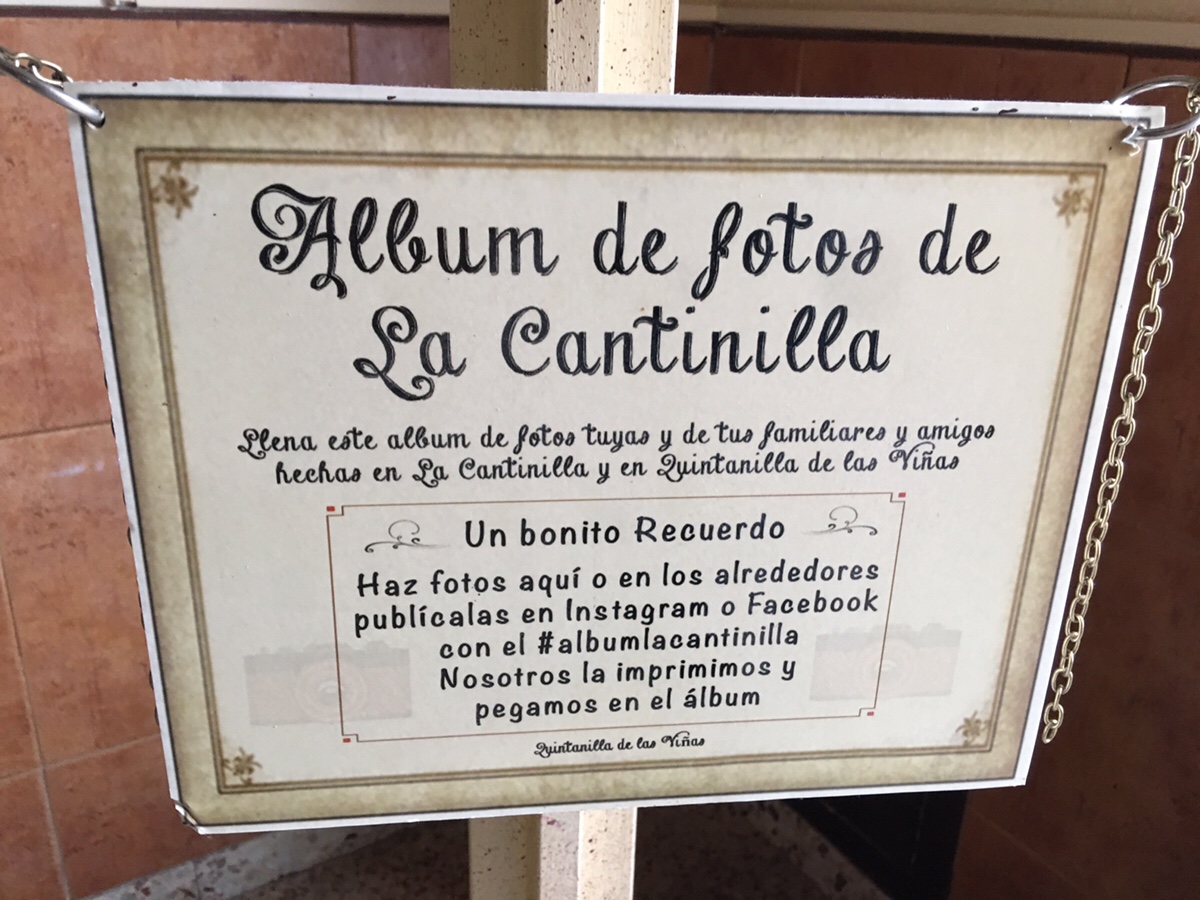 Album de fotos de
La Cantinilla
Llena este album de fotos tuyas y de tus familiares y amigos
hechas en La Cantinilla y en Quintanilla de las Viñas
Un bonito Recuerdo
Haz fotos aquí o en los alrededores
publícalas en Instagram o Facebook
con el #albumlacantinilla
Nosotros la imprimimos y
pegamos en el álbum
Quintanilla de las Viñas